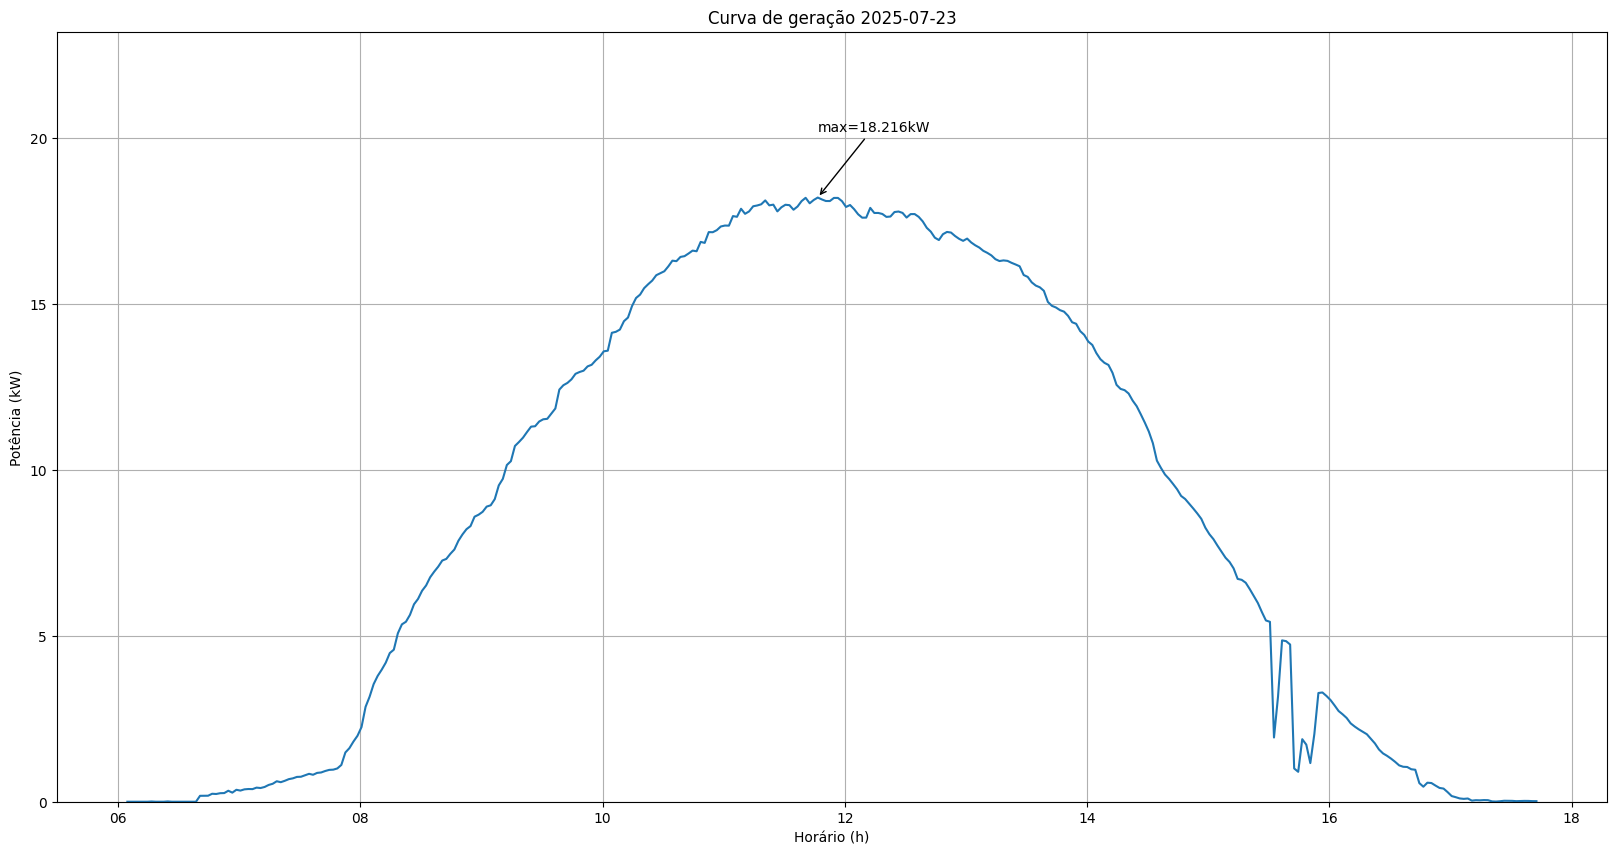 Curva de geração 2025-07-23
max=18.216kW
Potência (kW)
20
15
10
5
0
06 08 10 12 14 16 18
Horário (h)